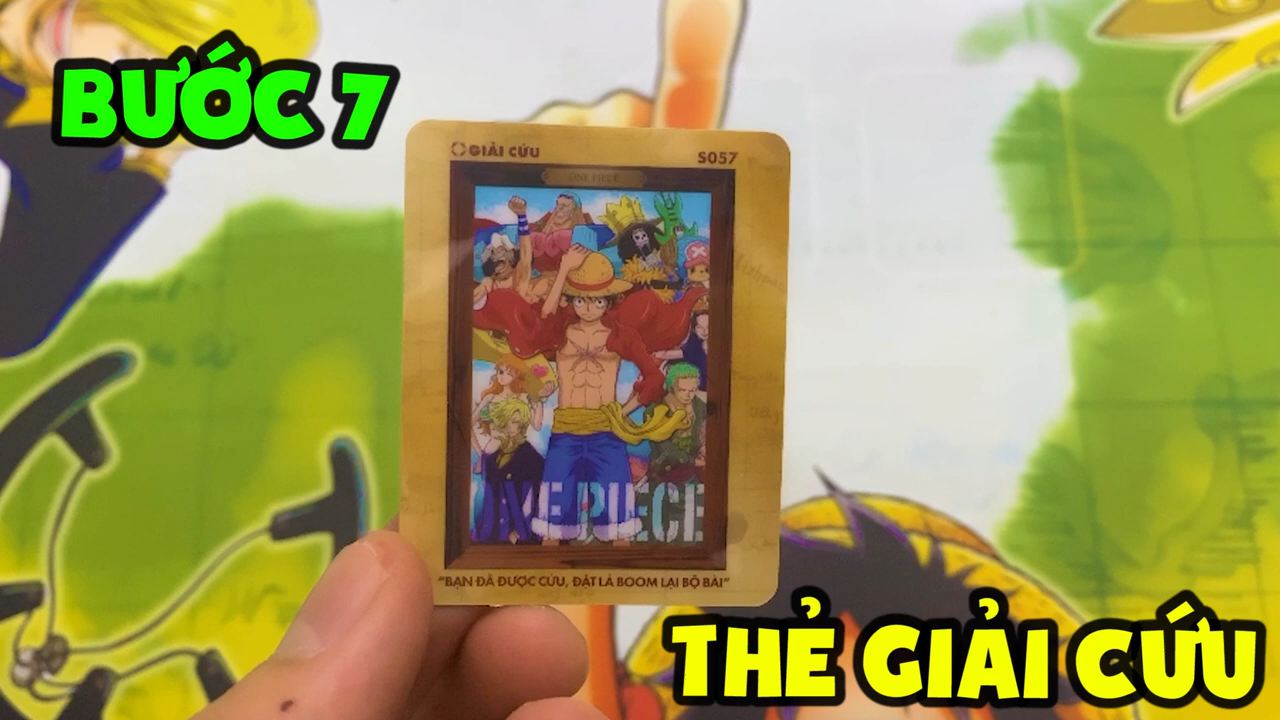 BƯỚC 7
GIẢI CỨU
S057
ONE PIECE
ONE PIECE
"BẠN ĐÃ ĐƯỢC CỨU, ĐẶT LÁ BOOM LẠI BỘ BÀI"
THẺ GIẢI CỨU